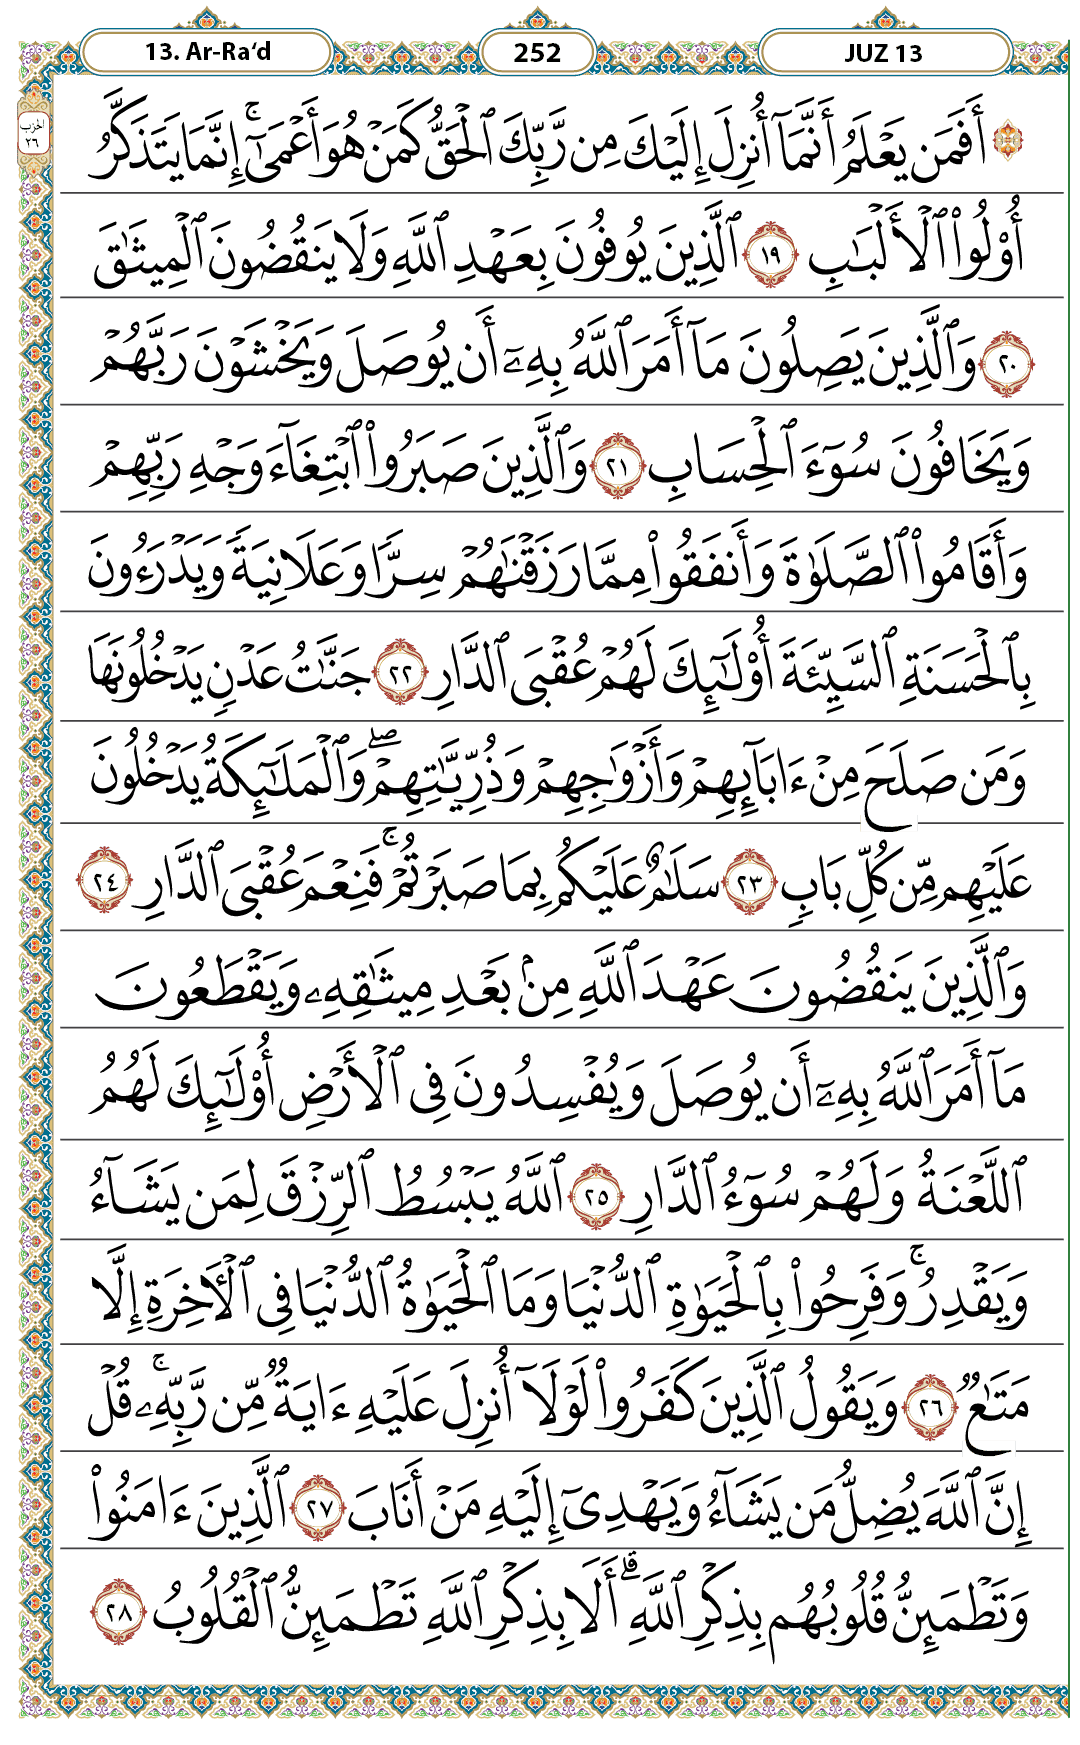 13. Ar-Ra‘d
252
JUZ 13
الحزب
٢٦
۞ أَفَمَن يَعْلَمُ أَنَّمَآ أُنزِلَ إِلَيْكَ مِن رَّبِّكَ ٱلْحَقُّ كَمَنْ هُوَ أَعْمَىٰٓ ۚ إِنَّمَا يَتَذَكَّرُ
أُو۟لُوا۟ ٱلْأَلْبَـٰبِ ١٩ ٱلَّذِينَ يُوفُونَ بِعَهْدِ ٱللَّهِ وَلَا يَنقُضُونَ ٱلْمِيثَـٰقَ
٢٠ وَٱلَّذِينَ يَصِلُونَ مَآ أَمَرَ ٱللَّهُ بِهِۦٓ أَن يُوصَلَ وَيَخْشَوْنَ رَبَّهُمْ
وَيَخَافُونَ سُوٓءَ ٱلْحِسَابِ ٢١ وَٱلَّذِينَ صَبَرُوا۟ ٱبْتِغَآءَ وَجْهِ رَبِّهِمْ
وَأَقَامُوا۟ ٱلصَّلَوٰةَ وَأَنفَقُوا۟ مِمَّا رَزَقْنَـٰهُمْ سِرًّا وَعَلَانِيَةً وَيَدْرَءُونَ
بِٱلْحَسَنَةِ ٱلسَّيِّئَةَ أُو۟لَـٰٓئِكَ لَهُمْ عُقْبَى ٱلدَّارِ ٢٢ جَنَّـٰتُ عَدْنٍ يَدْخُلُونَهَا
وَمَن صَلَحَ مِنْ ءَابَآئِهِمْ وَأَزْوَٰجِهِمْ وَذُرِّيَّـٰتِهِمْ ۖ وَٱلْمَلَـٰٓئِكَةُ يَدْخُلُونَ
عَلَيْهِم مِّن كُلِّ بَابٍ ٢٣ سَلَـٰمٌ عَلَيْكُم بِمَا صَبَرْتُمْ ۚ فَنِعْمَ عُقْبَى ٱلدَّارِ ٢٤
وَٱلَّذِينَ يَنقُضُونَ عَهْدَ ٱللَّهِ مِنۢ بَعْدِ مِيثَـٰقِهِۦ وَيَقْطَعُونَ
مَآ أَمَرَ ٱللَّهُ بِهِۦٓ أَن يُوصَلَ وَيُفْسِدُونَ فِى ٱلْأَرْضِ أُو۟لَـٰٓئِكَ لَهُمُ
ٱللَّعْنَةُ وَلَهُمْ سُوٓءُ ٱلدَّارِ ٢٥ ٱللَّهُ يَبْسُطُ ٱلرِّزْقَ لِمَن يَشَآءُ
وَيَقْدِرُ ۚ وَفَرِحُوا۟ بِٱلْحَيَوٰةِ ٱلدُّنْيَا وَمَا ٱلْحَيَوٰةُ ٱلدُّنْيَا فِى ٱلْـَٔاخِرَةِ إِلَّا
مَتَـٰعٌ ٢٦ وَيَقُولُ ٱلَّذِينَ كَفَرُوا۟ لَوْلَآ أُنزِلَ عَلَيْهِ ءَايَةٌ مِّن رَّبِّهِۦ ۚ قُلْ
إِنَّ ٱللَّهَ يُضِلُّ مَن يَشَآءُ وَيَهْدِىٓ إِلَيْهِ مَنْ أَنَابَ ٢٧ ٱلَّذِينَ ءَامَنُوا۟
وَتَطْمَئِنُّ قُلُوبُهُم بِذِكْرِ ٱللَّهِ ۗ أَلَا بِذِكْرِ ٱللَّهِ تَطْمَئِنُّ ٱلْقُلُوبُ ٢٨